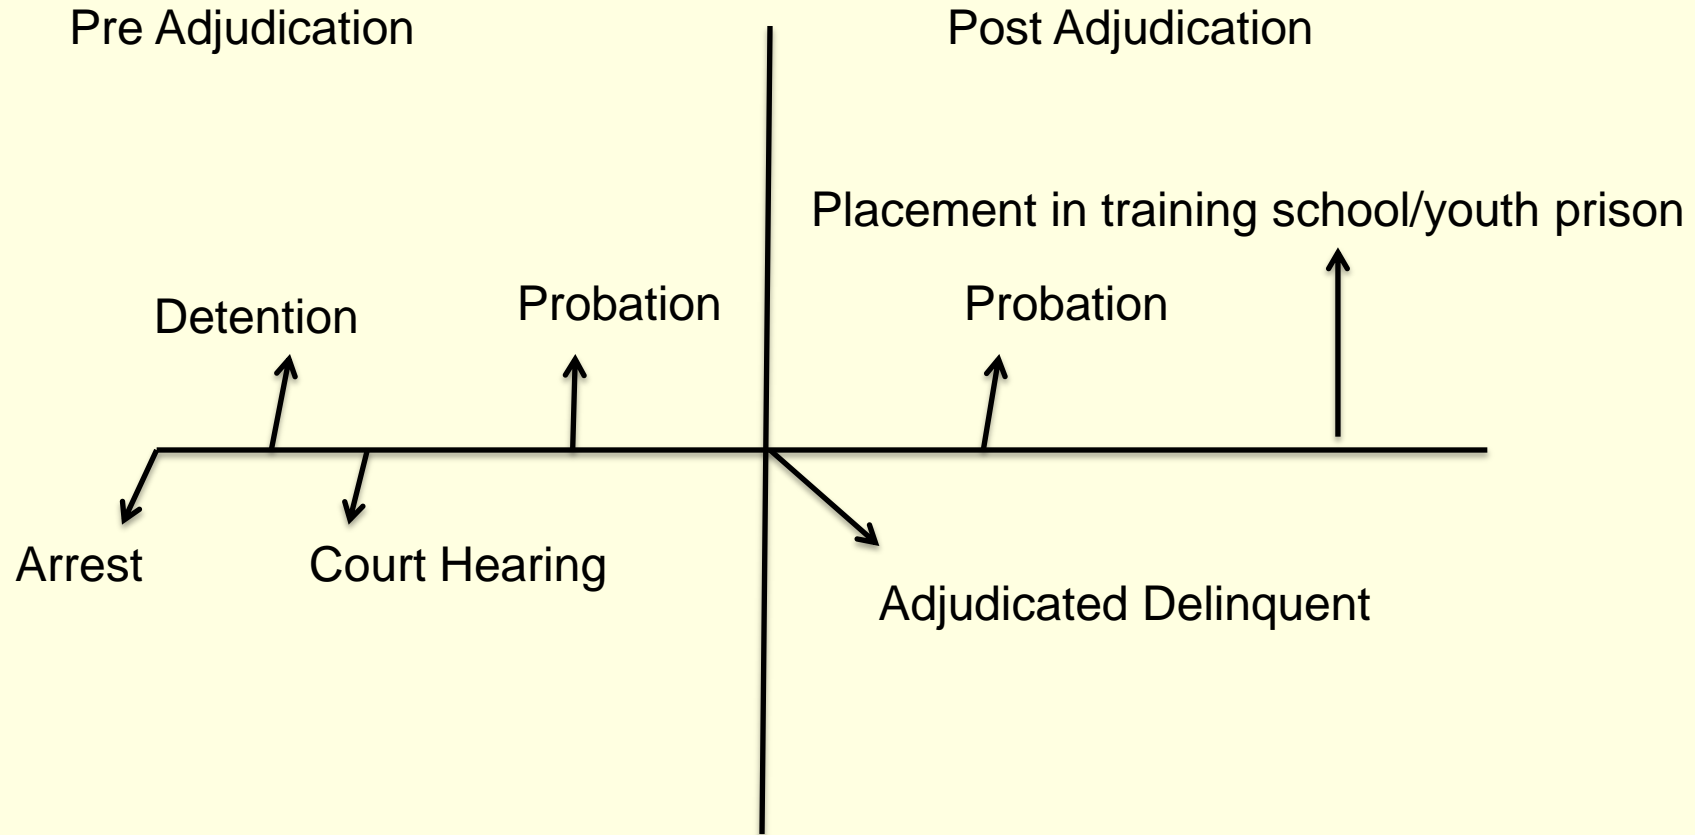 Pre Adjudication
Post Adjudication
Placement in training school/youth prison
Detention
Probation
Probation
Arrest
Court Hearing
Adjudicated Delinquent